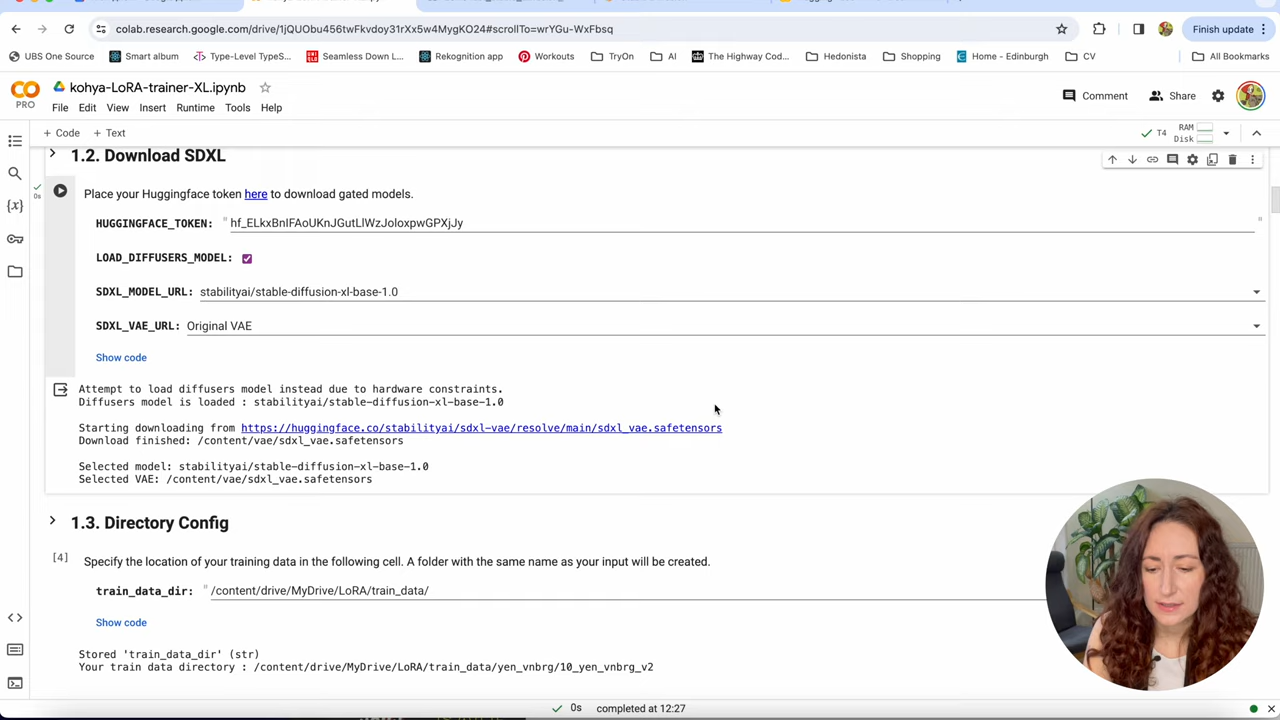 colab.research.google.com/drive/1jQUObu456twFkvdoy31rXx5w4MygKO24#scrollTo=wrYGu-WxFbsq
Finish update
UBS One Source
Smart album
Type-Level TypeS...
Seamless Down L...
Rekognition app
Workouts
TryOn
AI
The Highway Cod...
Hedonista
Shopping
Home - Edinburgh
CV
All Bookmarks
CO
PRO
kohya-LoRA-trainer-XL.ipynb
Comment
Share
File Edit View Insert Runtime Tools Help
+ Code + Text
T4
RAM
Disk
1.2. Download SDXL
0s
Place your Huggingface token here to download gated models.
HUGGINGFACE_TOKEN: " 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 "
LOAD_DIFFUSERS_MODEL:
SDXL_MODEL_URL: stabilityai/stable-diffusion-xl-base-1.0
SDXL_VAE_URL: Original VAE
Show code
Attempt to load diffusers model instead due to hardware constraints.
Diffusers model is loaded : stabilityai/stable-diffusion-xl-base-1.0
Starting downloading from https://huggingface.co/stabilityai/sdxl-vae/resolve/main/sdxl_vae.safetensors
Download finished: /content/vae/sdxl_vae.safetensors
Selected model: stabilityai/stable-diffusion-xl-base-1.0
Selected VAE: /content/vae/sdxl_vae.safetensors
1.3. Directory Config
[4]
Specify the location of your training data in the following cell. A folder with the same name as your input will be created.
train_data_dir: " /content/drive/MyDrive/LoRA/train_data/
Show code
Stored 'train_data_dir' (str)
Your train data directory : /content/drive/MyDrive/LoRA/train_data/yen_vnbrg/10_yen_vnbrg_v2
0s completed at 12:27